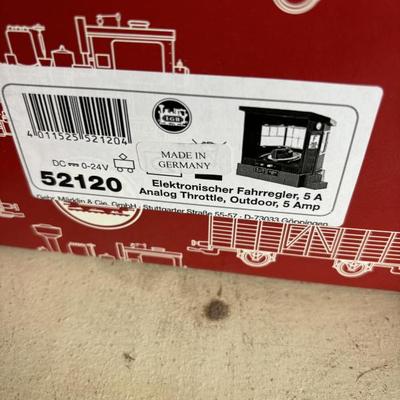 LGB
4 011525 521204
DC 0-24V
MADE IN
GERMANY
52120
Elektronischer Fahrregler, 5 A
Analog Throttle, Outdoor, 5 Amp
Gebr. Märklin & Cie. GmbH · Stuttgarter Straße 55-57 · D-73033 Göppingen